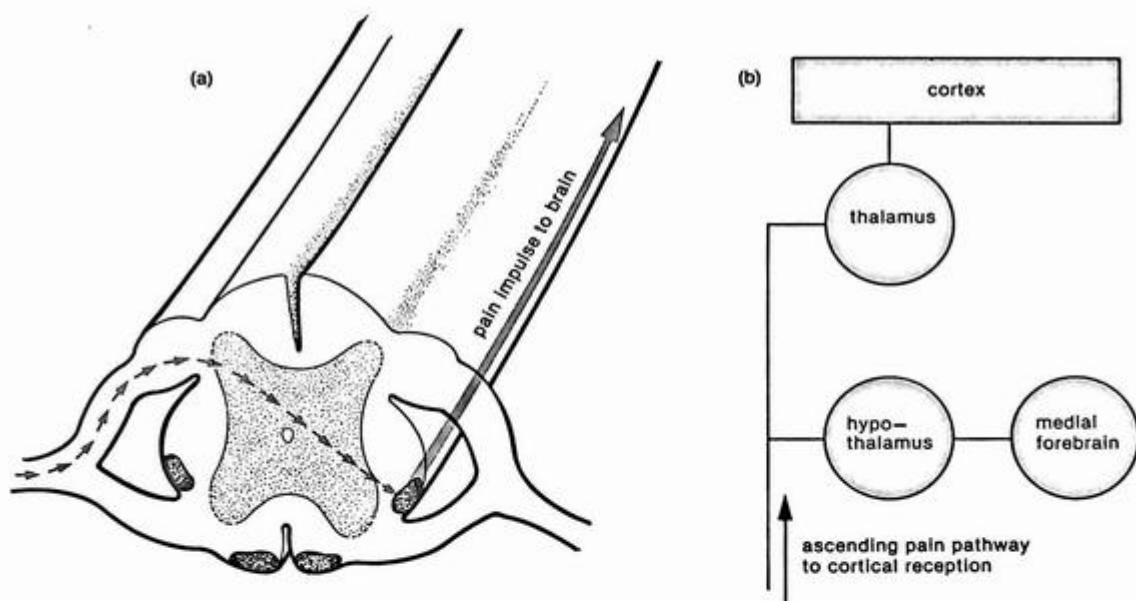 (a)
pain impulse to brain
(b)
cortex
thalamus
hypo-
thalamus
medial
forebrain
ascending pain pathway
to cortical reception